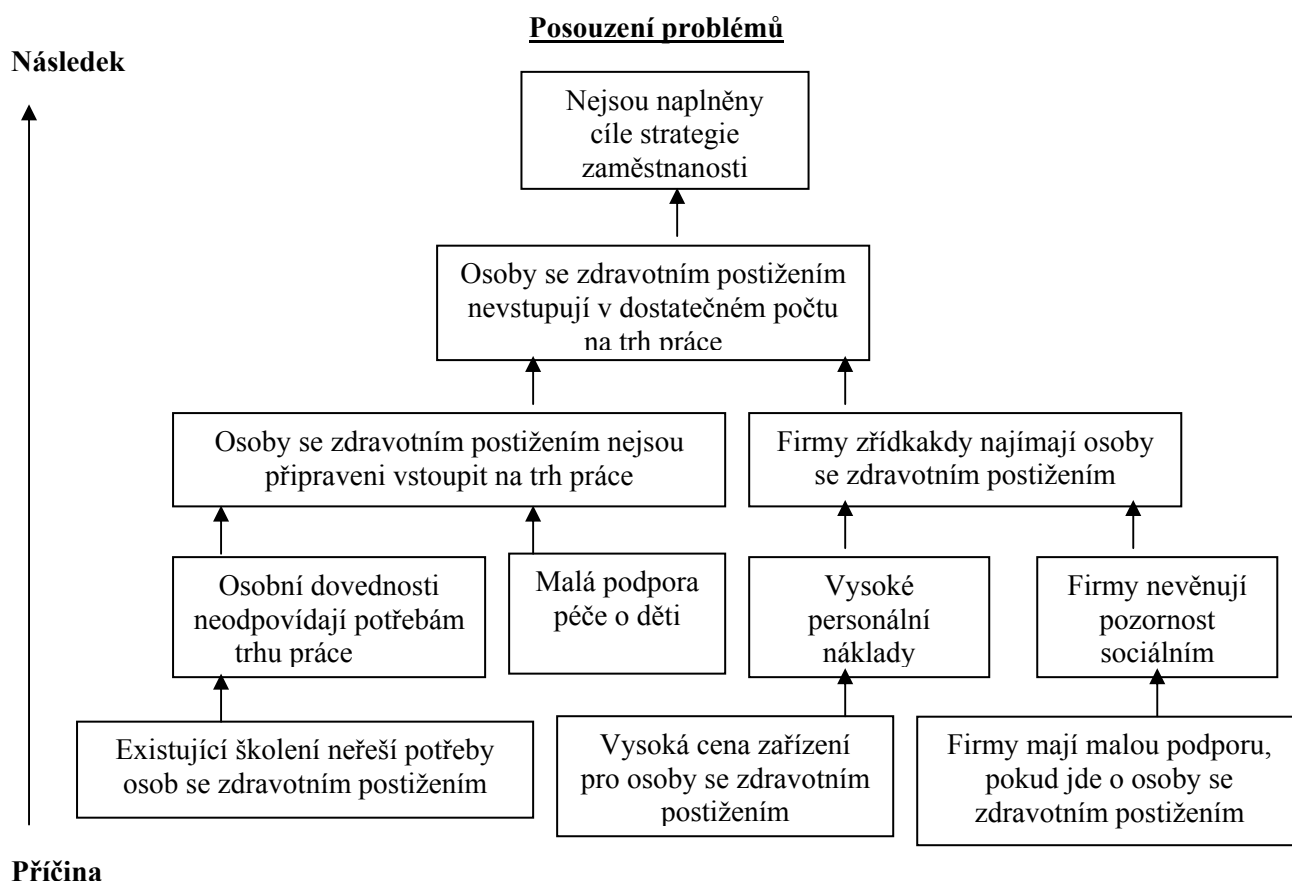 Posouzení problémů
Následek
Nejsou naplněny
cíle strategie
zaměstnanosti
Osoby se zdravotním postižením
nevstupují v dostatečném počtu
na trh práce
Osoby se zdravotním postižením nejsou
připraveni vstoupit na trh práce
Firmy zřídkakdy najímají osoby
se zdravotním postižením
Osobní dovednosti
neodpovídají potřebám
trhu práce
Malá podpora
péče o děti
Vysoké
personální
náklady
Firmy nevěnují
pozornost
sociálním
Existující školení neřeší potřeby
osob se zdravotním postižením
Vysoká cena zařízení
pro osoby se zdravotním
postižením
Firmy mají malou podporu,
pokud jde o osoby se
zdravotním postižením
Příčina